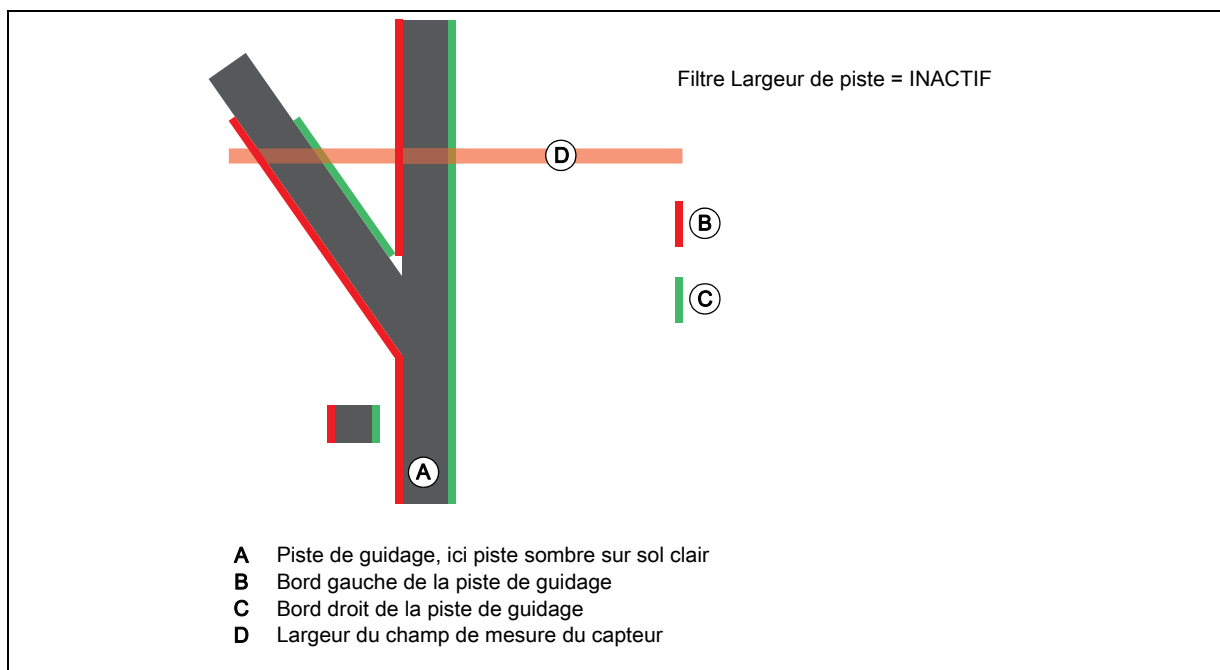 Filtre Largeur de piste = INACTIF
D
B
C
A
A Piste de guidage, ici piste sombre sur sol clair
B Bord gauche de la piste de guidage
C Bord droit de la piste de guidage
D Largeur du champ de mesure du capteur